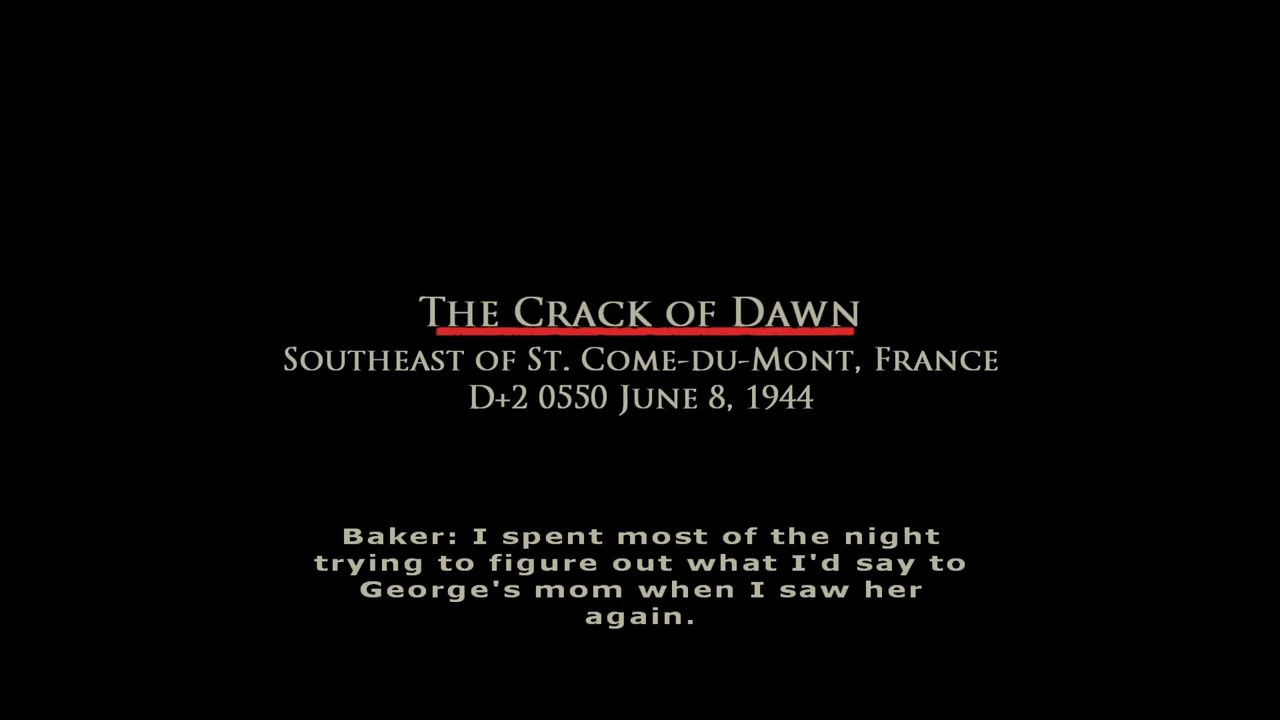 The Crack of Dawn
Southeast of St. Come-du-Mont, France
D+2 0550 June 8, 1944
Baker: I spent most of the night
trying to figure out what I'd say to
George's mom when I saw her
again.